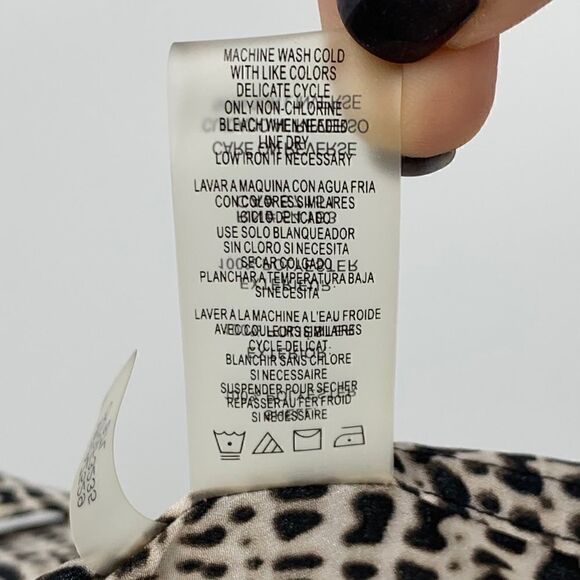 MACHINE WASH COLD
WITH LIKE COLORS
DELICATE CYCLE
ONLY NON-CHLORINE
BLEACH WHEN NEEDED
LINE DRY
LOW IRON IF NECESSARY
LAVAR A MAQUINA CON AGUA FRIA
CON COLORES SIMILARES
CICLO DELICADO
USE SOLO BLANQUEADOR
SIN CLORO SI NECESITA
SECAR COLGADO
PLANCHAR A TEMPERATURA BAJA
SI NECESITA
LAVER A LA MACHINE A L'EAU FROIDE
AVEC COULEURS SIMILAIRES
CYCLE DELICAT.
BLANCHIR SANS CHLORE
SI NECESSAIRE
SUSPENDER POUR SECHER
REPASSER AU FER FROID
SI NECESSAIRE